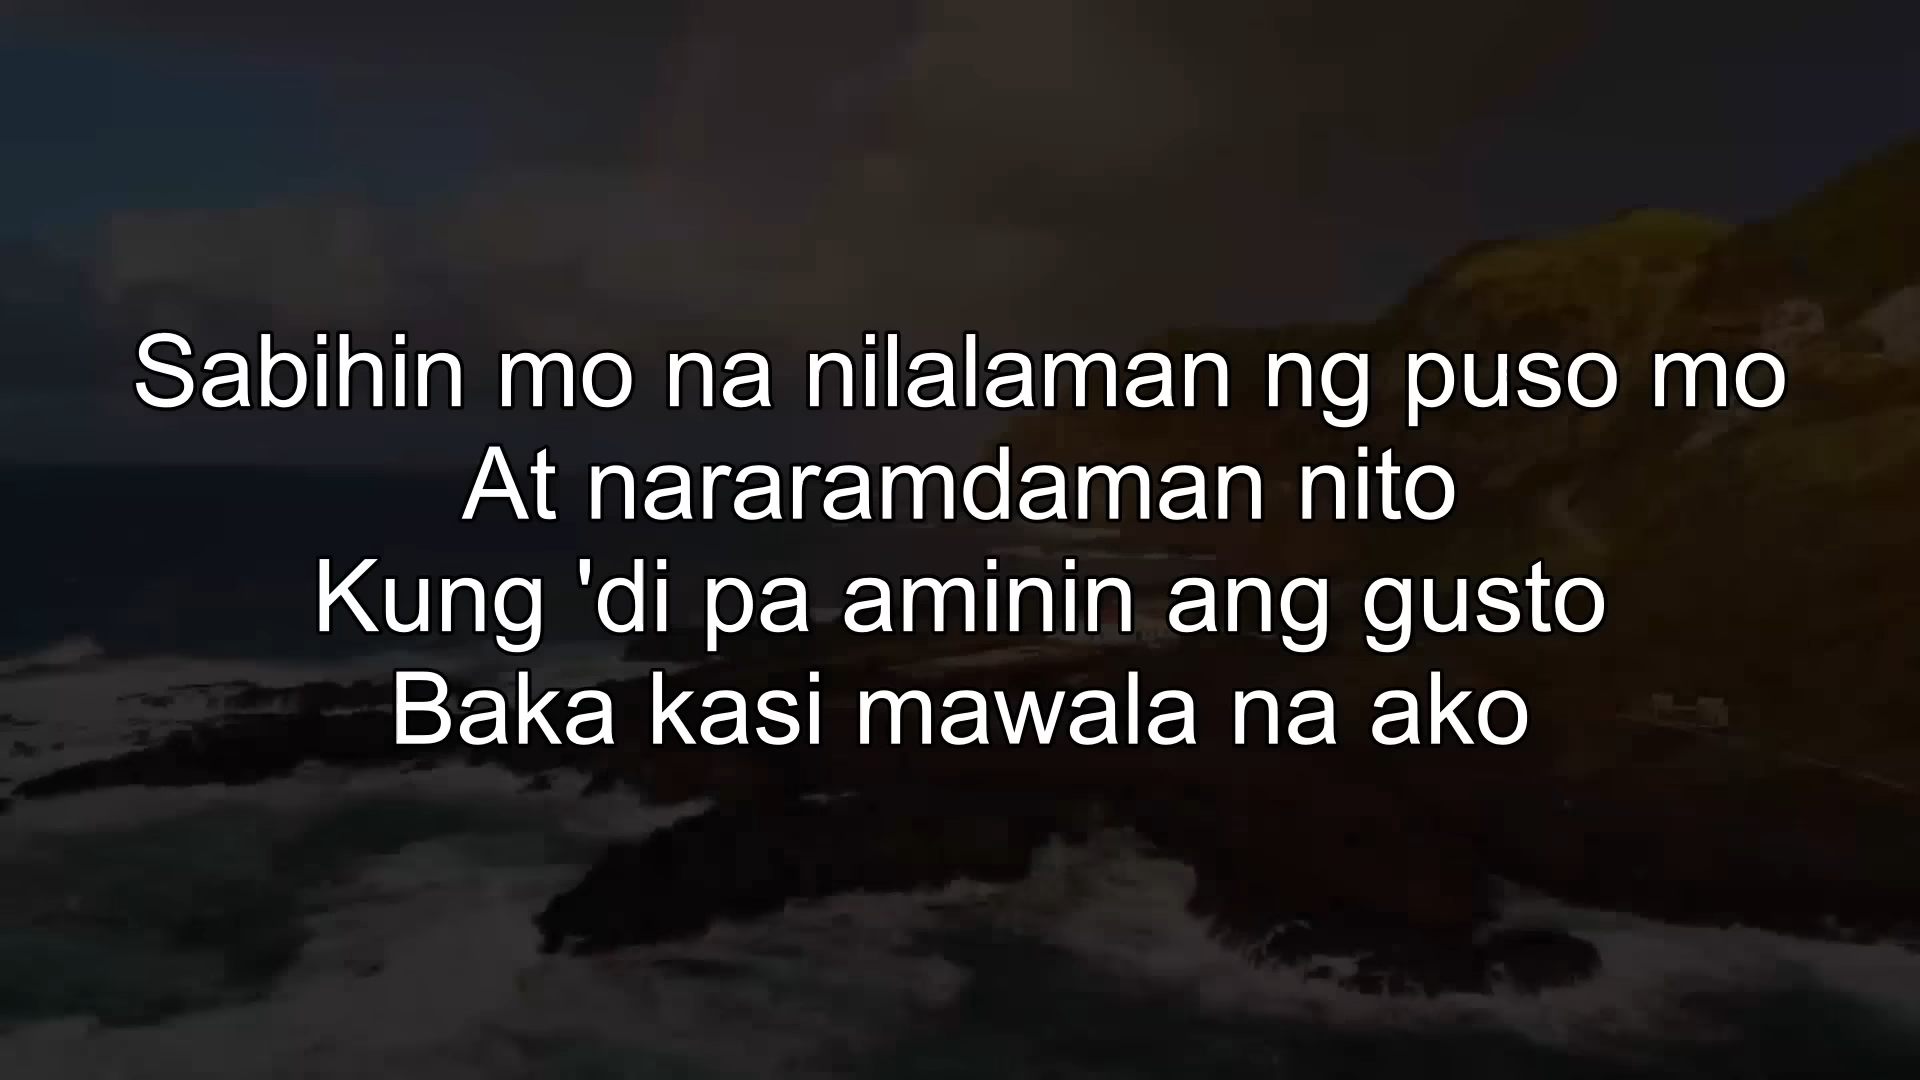 Sabihin mo na nilalaman ng puso mo
At nararamdaman nito
Kung 'di pa aminin ang gusto
Baka kasi mawala na ako